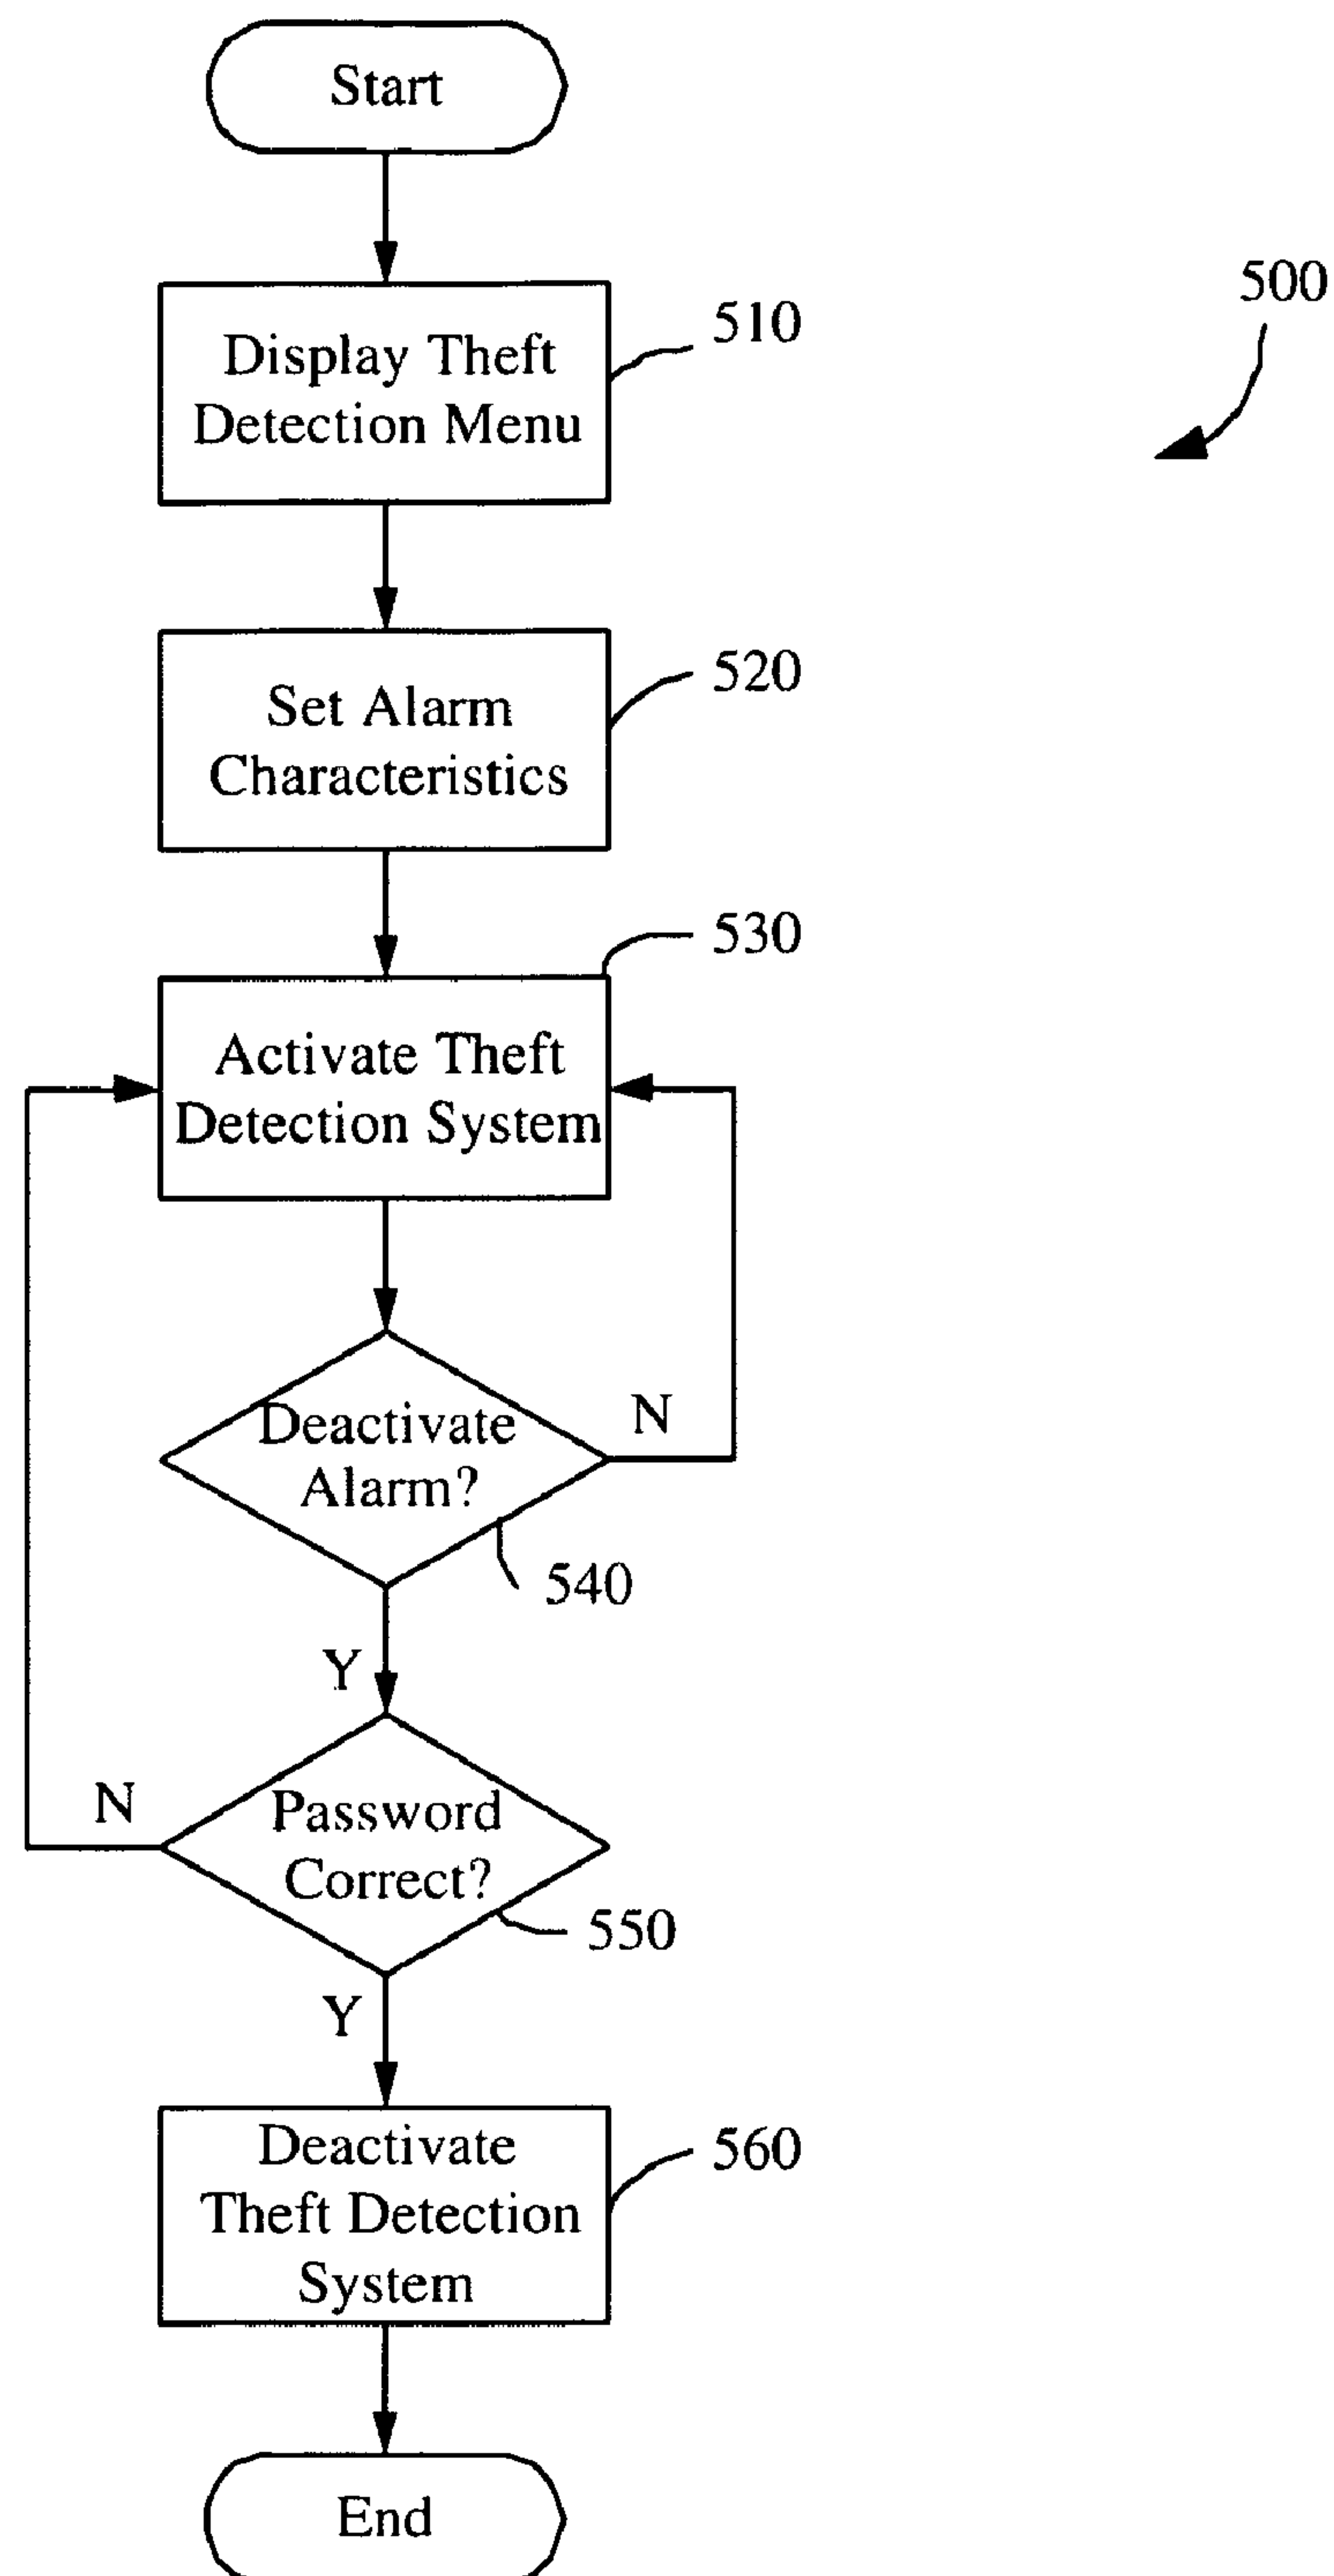 Start
500
510
Display Theft
Detection Menu
520
Set Alarm
Characteristics
530
Activate Theft
Detection System
Deactivate
Alarm?
N
540
Y
Password
Correct?
N
550
Y
Deactivate
Theft Detection
System
560
End